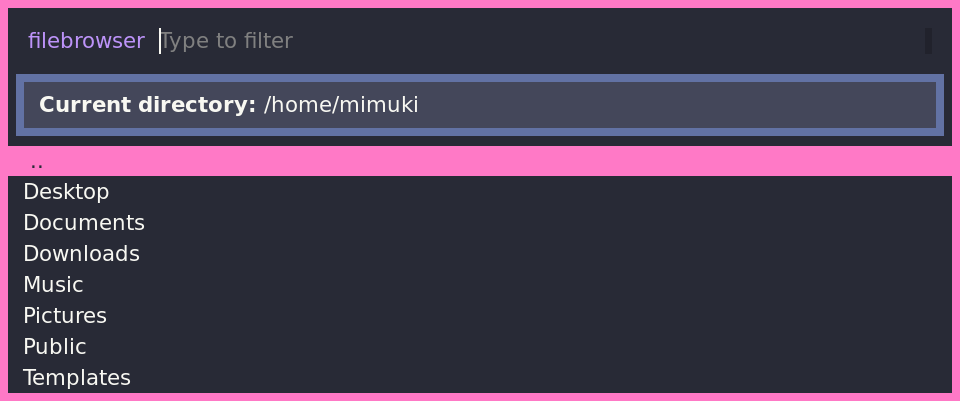 filebrowser Type to filter
Current directory: /home/mimuki
..
Desktop
Documents
Downloads
Music
Pictures
Public
Templates